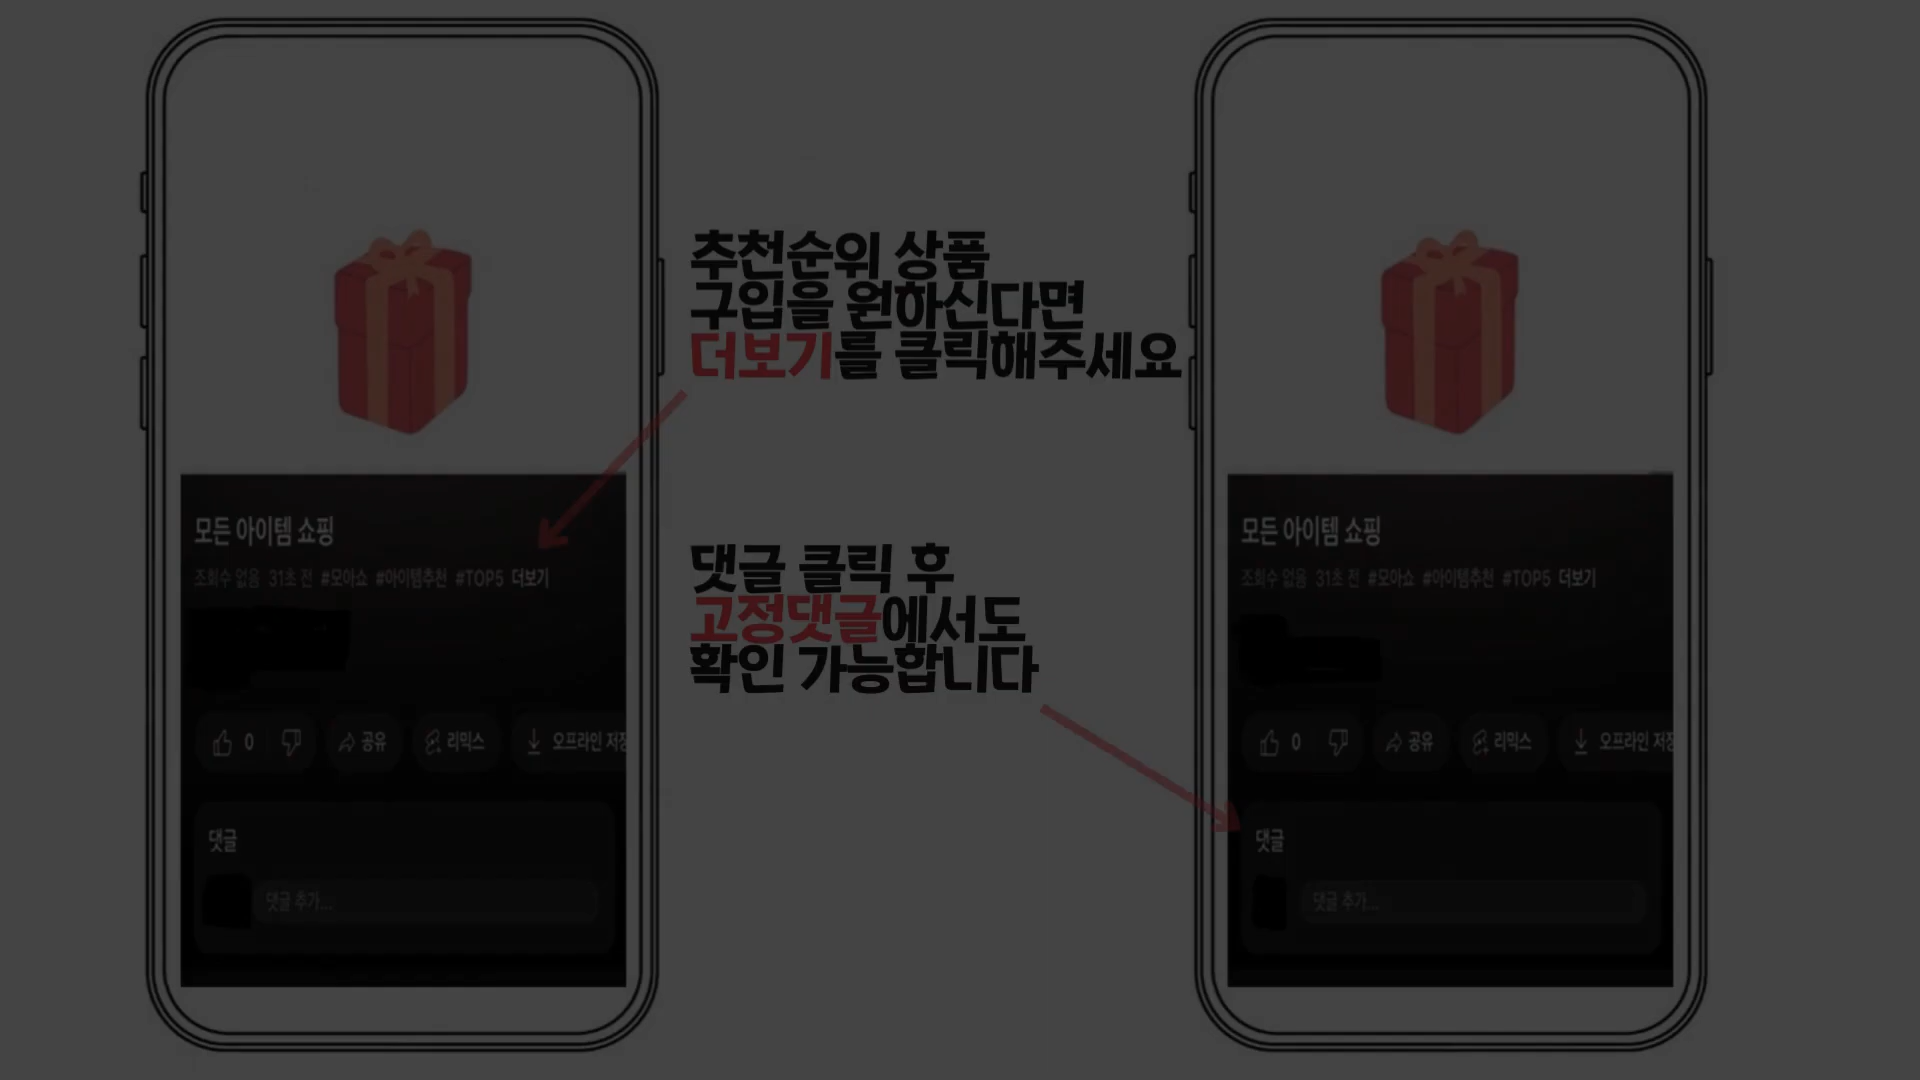 추천순위 상품
구입을 원하신다면
더보기를 클릭해주세요
모든 아이템 쇼핑
조회수 없음 31초 전 #모아쇼 #아이템추천 #TOP5 더보기
0 공유 리믹스 오프라인 저장
댓글
댓글 추가...
댓글 클릭 후
고정댓글에서도
확인 가능합니다
모든 아이템 쇼핑
조회수 없음 31초 전 #모아쇼 #아이템추천 #TOP5 더보기
0 공유 리믹스 오프라인 저장
댓글
댓글 추가...